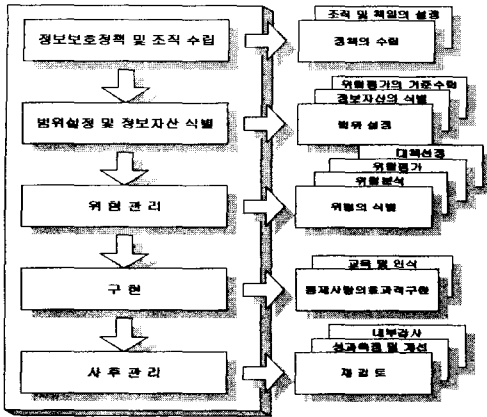 정보보호정책 및 조직 수립
조직 및 책임의 설정
정책의 수립
범위설정 및 정보자산 식별
위험평가의 기준수립
정보자산의 식별
범위 설정
위험관리
대책선정
위험평가
위험분석
위험의 식별
구현
교육 및 인식
통제사항의효과적구현
사후관리
내부감사
성과측정 및 개선
재검토